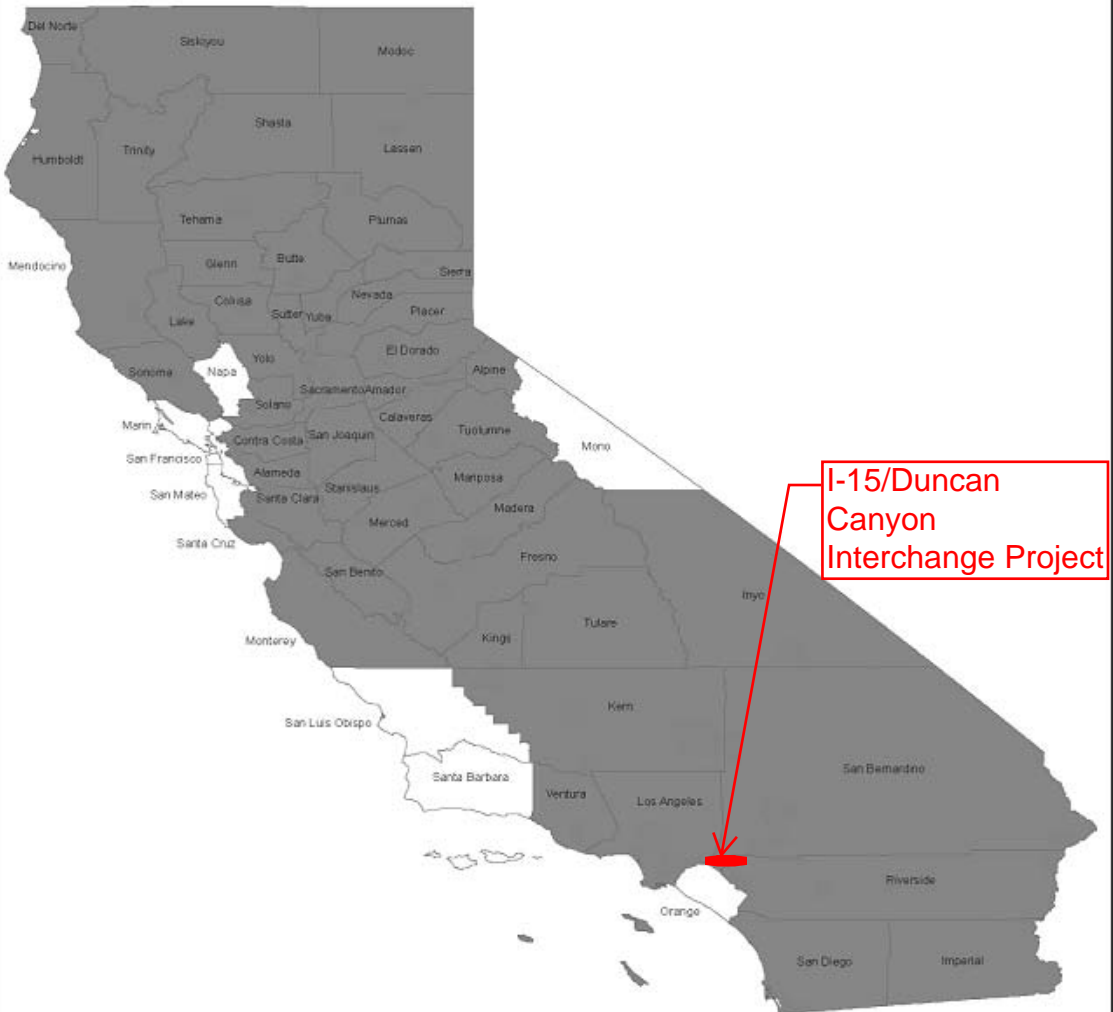 Del Norte
Siskiyou
Modoc
Shasta
Lassen
Humboldt
Trinity
Tehama
Plumas
Mendocino
Glenn
Butte
Sierra
Colusa
Sutter
Yuba
Nevada
Placer
Lake
El Dorado
Sonoma
Napa
Yolo
Alpine
Sacramento
Amador
Solano
Calaveras
Marin
Contra Costa
San Joaquin
Tuolumne
Mono
San Francisco
Alameda
Stanislaus
Mariposa
San Mateo
Santa Clara
Madera
Merced
Santa Cruz
Fresno
San Benito
I-15/Duncan
Canyon
Interchange Project
Inyo
Monterey
Kings
Tulare
San Luis Obispo
Kern
Santa Barbara
San Bernardino
Ventura
Los Angeles
Riverside
Orange
San Diego
Imperial